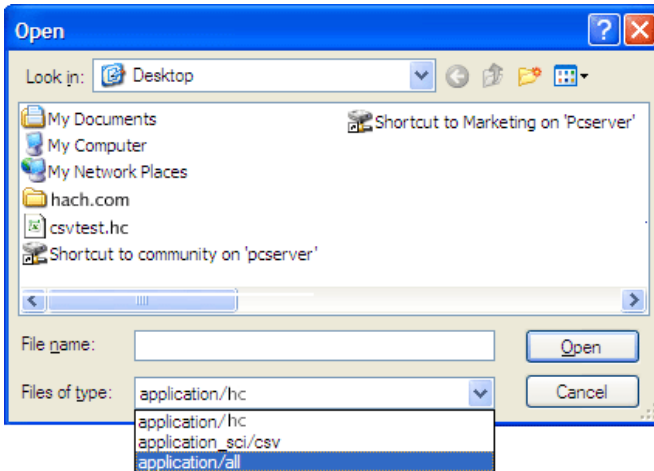 Open
Look in: Desktop
My Documents
My Computer
My Network Places
hach.com
csvtest.hc
Shortcut to community on 'pcserver'
Shortcut to Marketing on 'Pcserver'
File name:
Open
Files of type: application/hc
Cancel
application/hc
application_sci/csv
application/all